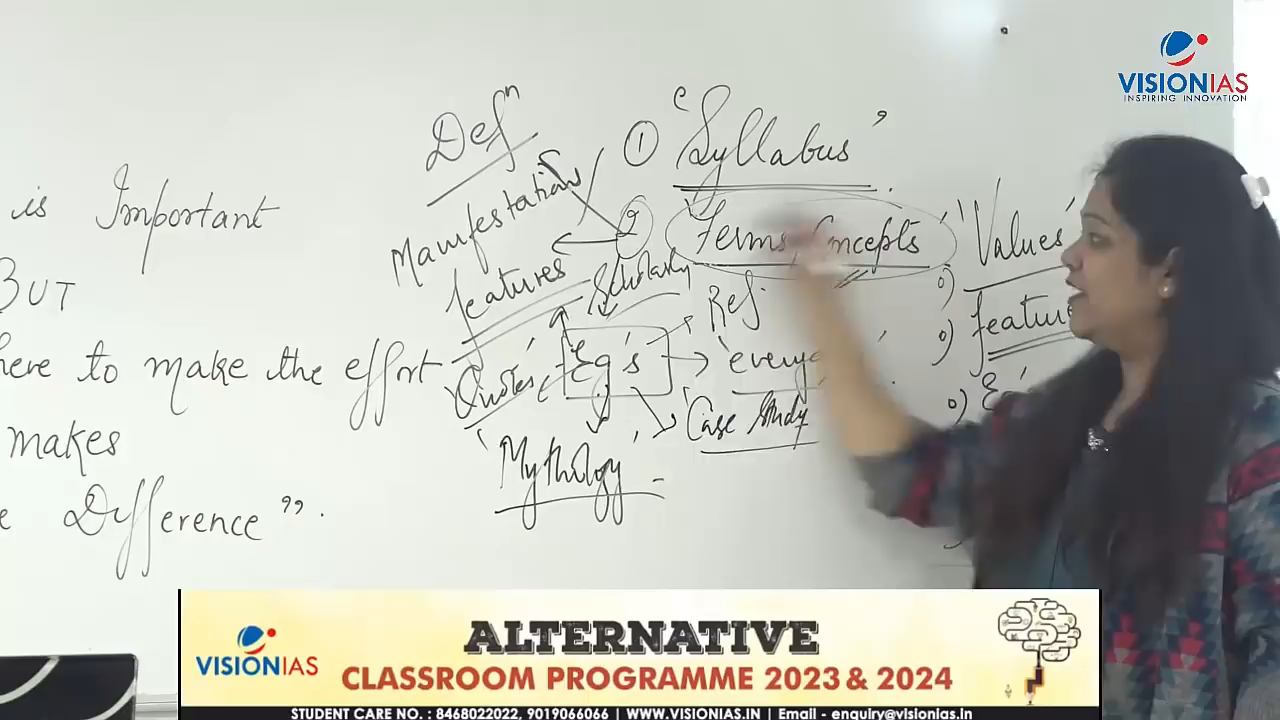 VISIONIAS
INSPIRING INNOVATION
Defⁿ
① "Syllabus"
is Important
Manifestation
② 'Terms, Concepts'
"Values'
BUT
features
Scholarly
Ref.
feature
here to make the effort
'Quotes'
Eg's
'every
makes
'Case Study
'Mythology'
e Difference".
VISIONIAS
ALTERNATIVE
CLASSROOM PROGRAMME 2023 & 2024
STUDENT CARE NO. : 8468022022, 9019066066 | WWW.VISIONIAS.IN | Email - enquiry@visionias.in